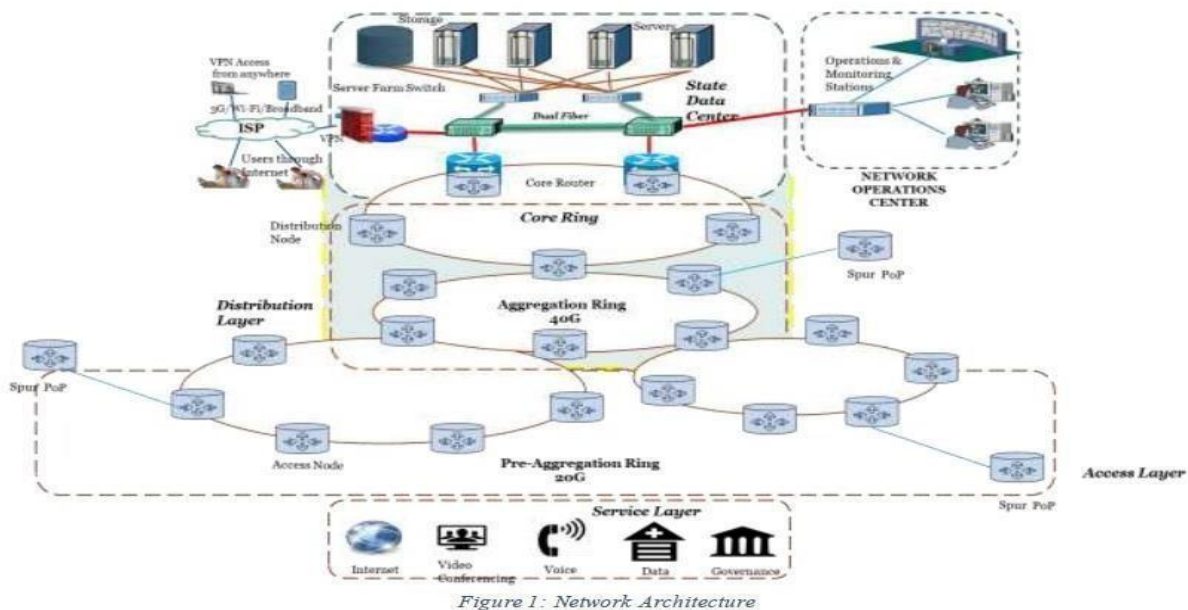 Storage
Servers
VPN Access
from anywhere
Server Farm Switch
3G/Wi-Fi/Broadband
ISP
VPN
Users through
Internet
Dual Fiber
State
Data
Center
Operations &
Monitoring
Stations
NETWORK
OPERATIONS
CENTER
Core Router
Core Ring
Distribution
Node
Spur PoP
Distribution
Layer
Aggregation Ring
40G
Spur PoP
Access Node
Pre-Aggregation Ring
20G
Access Layer
Spur PoP
Service Layer
Internet
Video
Conferencing
Voice
Data
Governance
Figure 1: Network Architecture